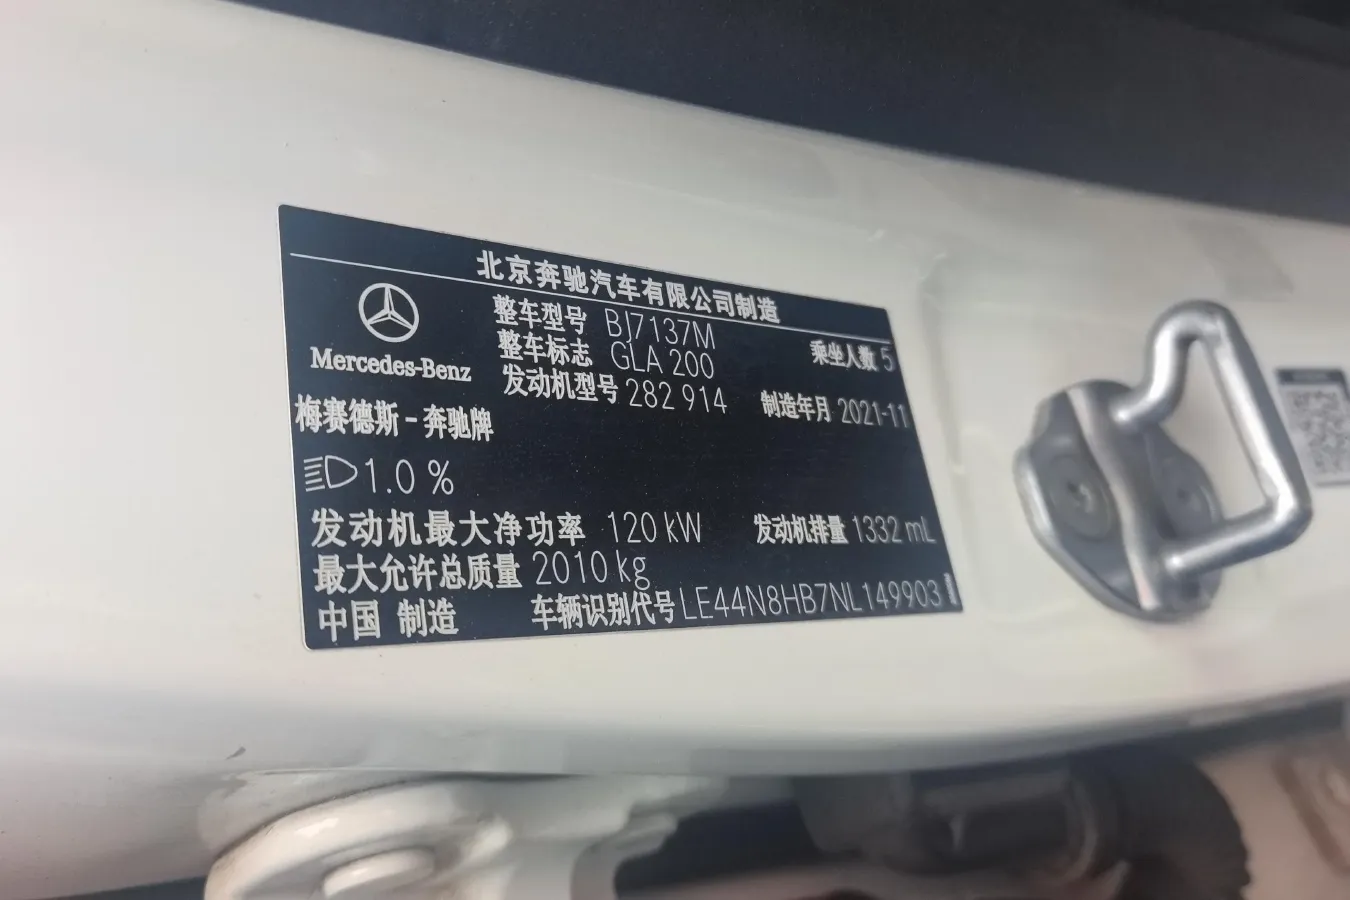 北京奔驰汽车有限公司制造
Mercedes-Benz
梅赛德斯-奔驰牌
整车型号 BJ7137M
整车标志 GLA 200
乘坐人数 5
发动机型号 282 914
制造年月 2021-11
1.0 %
发动机最大净功率 120 kW 发动机排量 1332 mL
最大允许总质量 2010 kg
中国 制造 车辆识别代号 LE44N8HB7NL149903